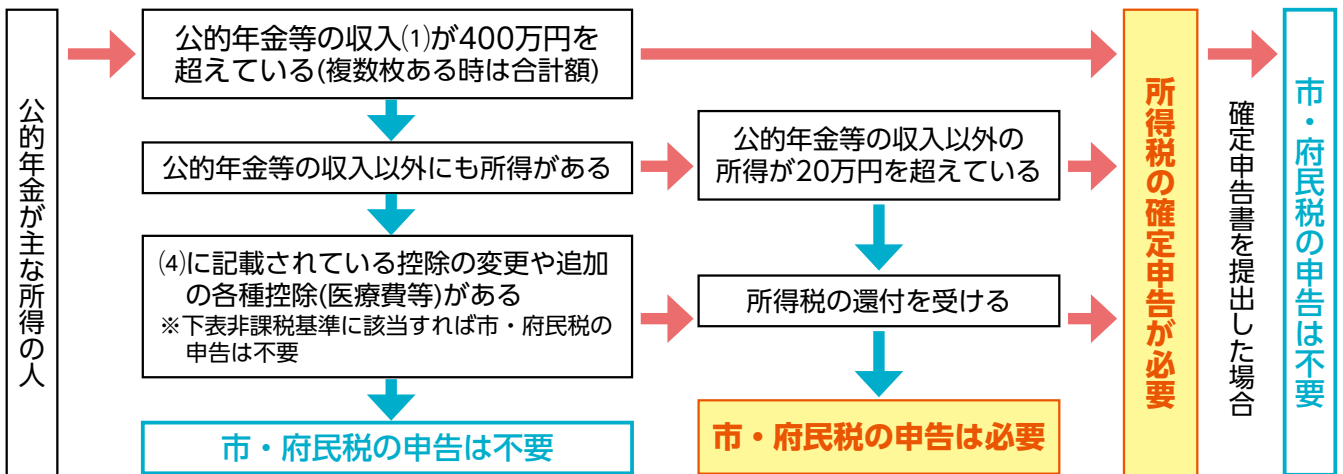 公的年金が主な所得の人
公的年金等の収入⑴が400万円を
超えている(複数枚ある時は合計額)
公的年金等の収入以外にも所得がある
公的年金等の収入以外の
所得が20万円を超えている
⑷に記載されている控除の変更や追加
の各種控除(医療費等)がある
※下表非課税基準に該当すれば市・府民税の
申告は不要
所得税の還付を受ける
市・府民税の申告は不要
市・府民税の申告は必要
所得税の確定申告が必要
確定申告書を提出した場合
市・府民税の申告は不要